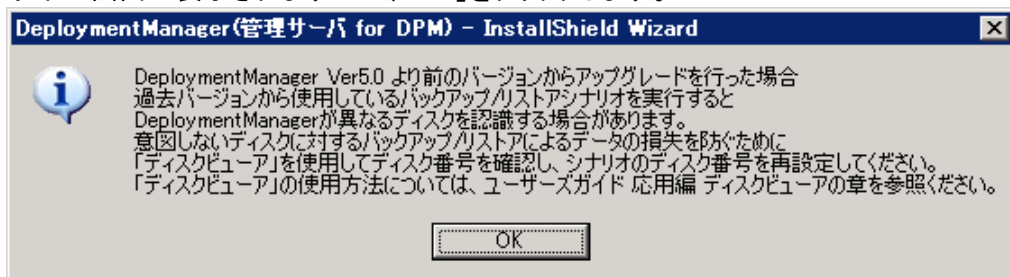 DeploymentManager(管理サーバ for DPM) - InstallShield Wizard
DeploymentManager Ver5.0 より前のバージョンからアップグレードを行った場合
過去バージョンから使用しているバックアップ/リストアシナリオを実行すると
DeploymentManagerが異なるディスクを認識する場合があります。
意図しないディスクに対するバックアップ/リストアによるデータの損失を防ぐために
「ディスクビューア」を使用してディスク番号を確認し、シナリオのディスク番号を再設定してください。
「ディスクビューア」の使用方法については、ユーザーズガイド 応用編 ディスクビューアの章を参照ください。
OK